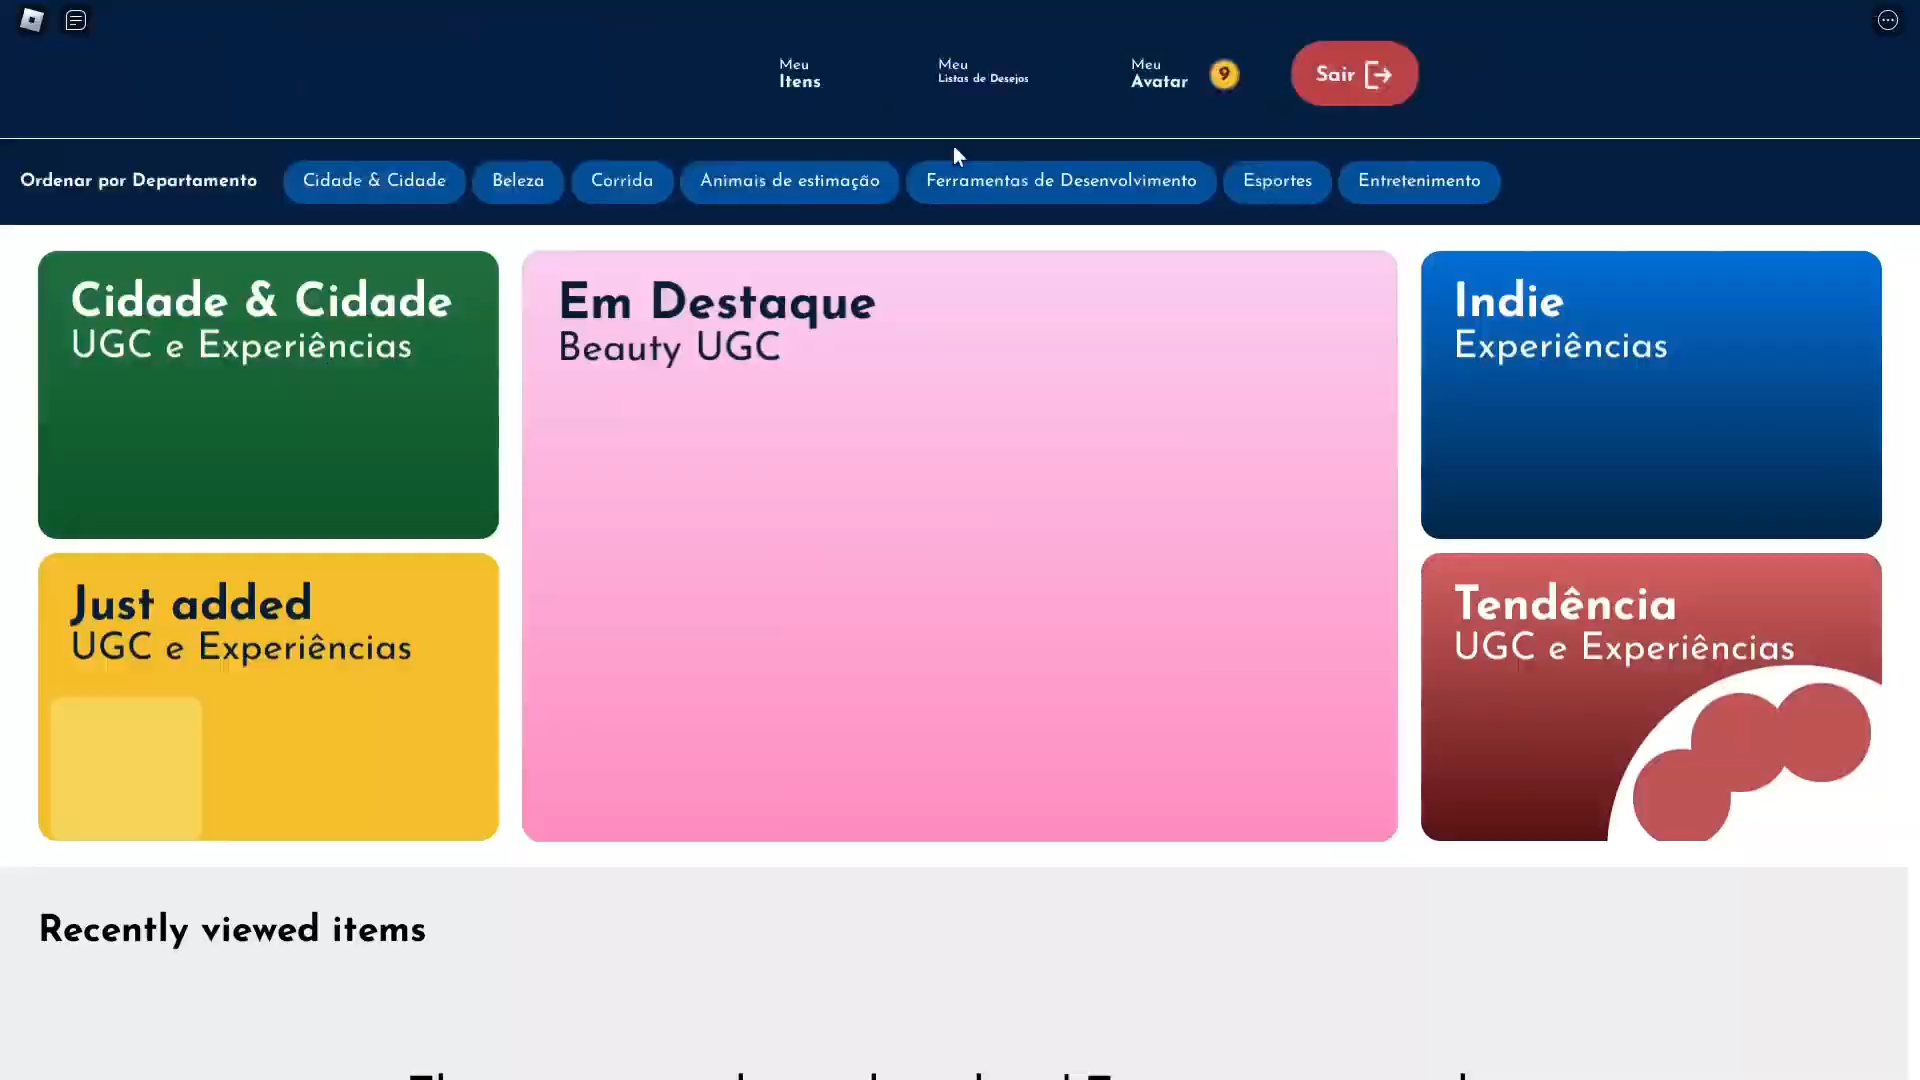 Meu
Itens
Meu
Listas de Desejos
Meu
Avatar
9
Sair
Ordenar por Departamento
Cidade & Cidade
Beleza
Corrida
Animais de estimação
Ferramentas de Desenvolvimento
Esportes
Entretenimento
Cidade & Cidade
UGC e Experiências
Em Destaque
Beauty UGC
Indie
Experiências
Just added
UGC e Experiências
Tendência
UGC e Experiências
Recently viewed items